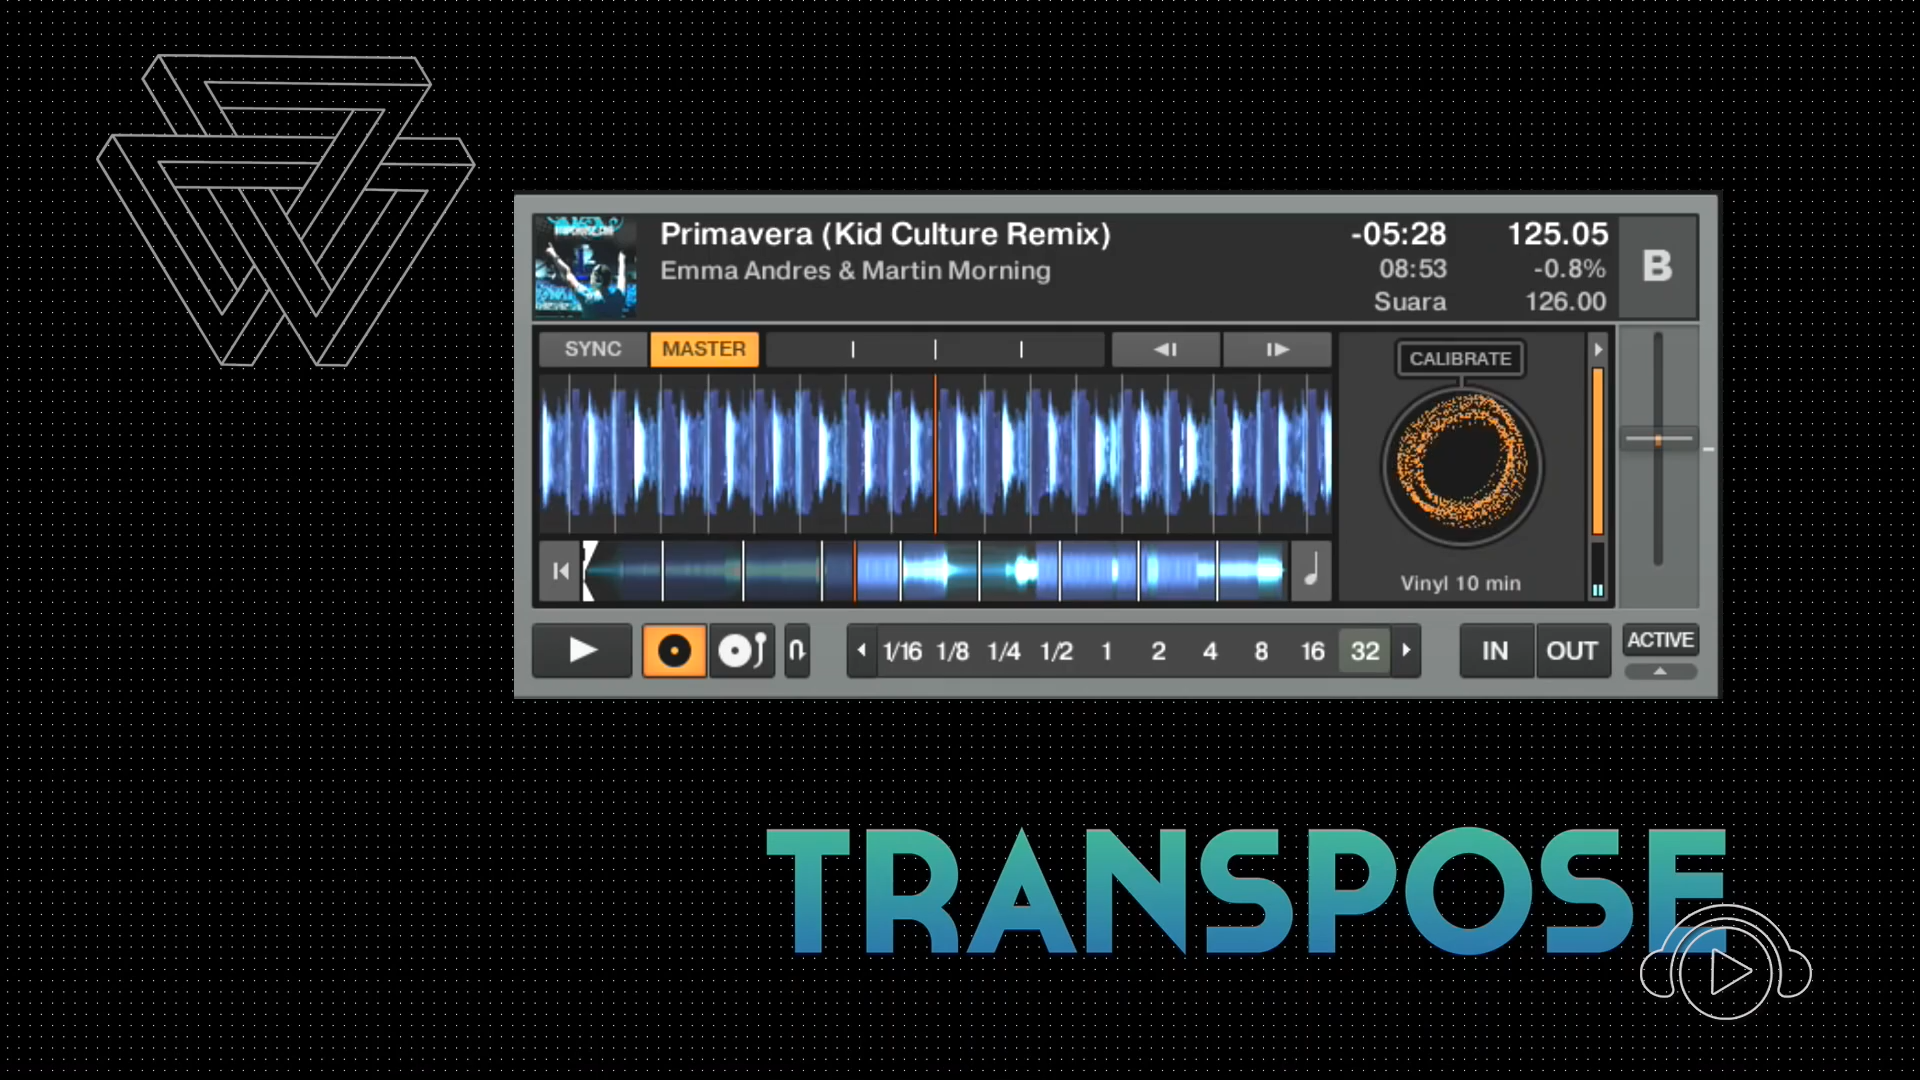 Primavera (Kid Culture Remix)
-05:28
125.05
Emma Andres & Martin Morning
08:53
-0.8%
B
Suara
126.00
SYNC
MASTER
CALIBRATE
Vinyl 10 min
1/16 1/8 1/4 1/2 1 2 4 8 16 32
IN
OUT
ACTIVE
TRANSPOSE